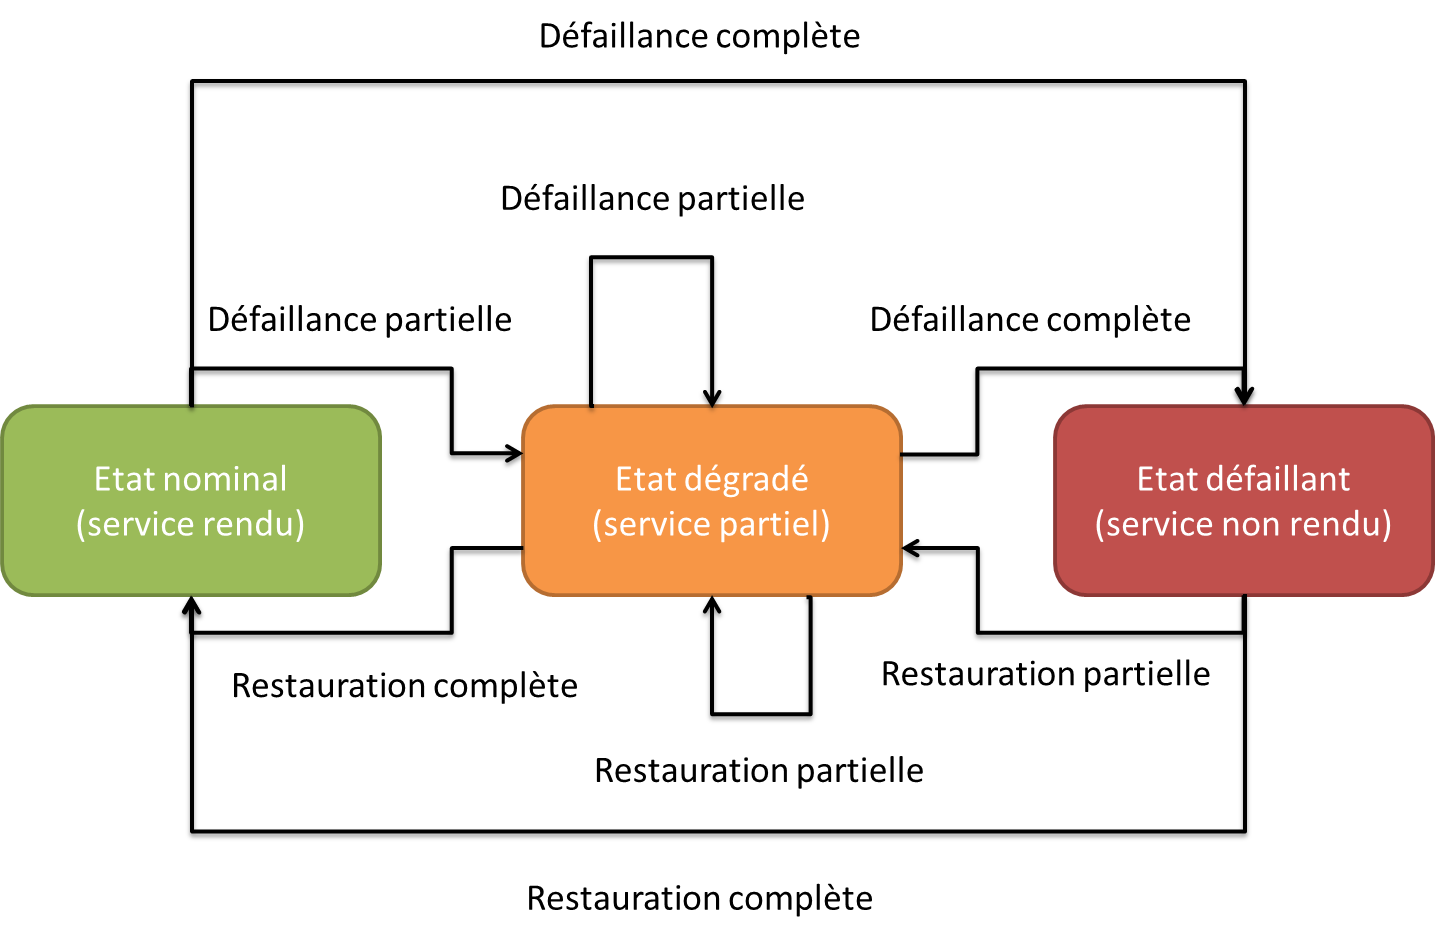 Défaillance complète
Défaillance partielle
Défaillance partielle
Défaillance complète
Etat nominal
(service rendu)
Etat dégradé
(service partiel)
Etat défaillant
(service non rendu)
Restauration complète
Restauration partielle
Restauration partielle
Restauration complète